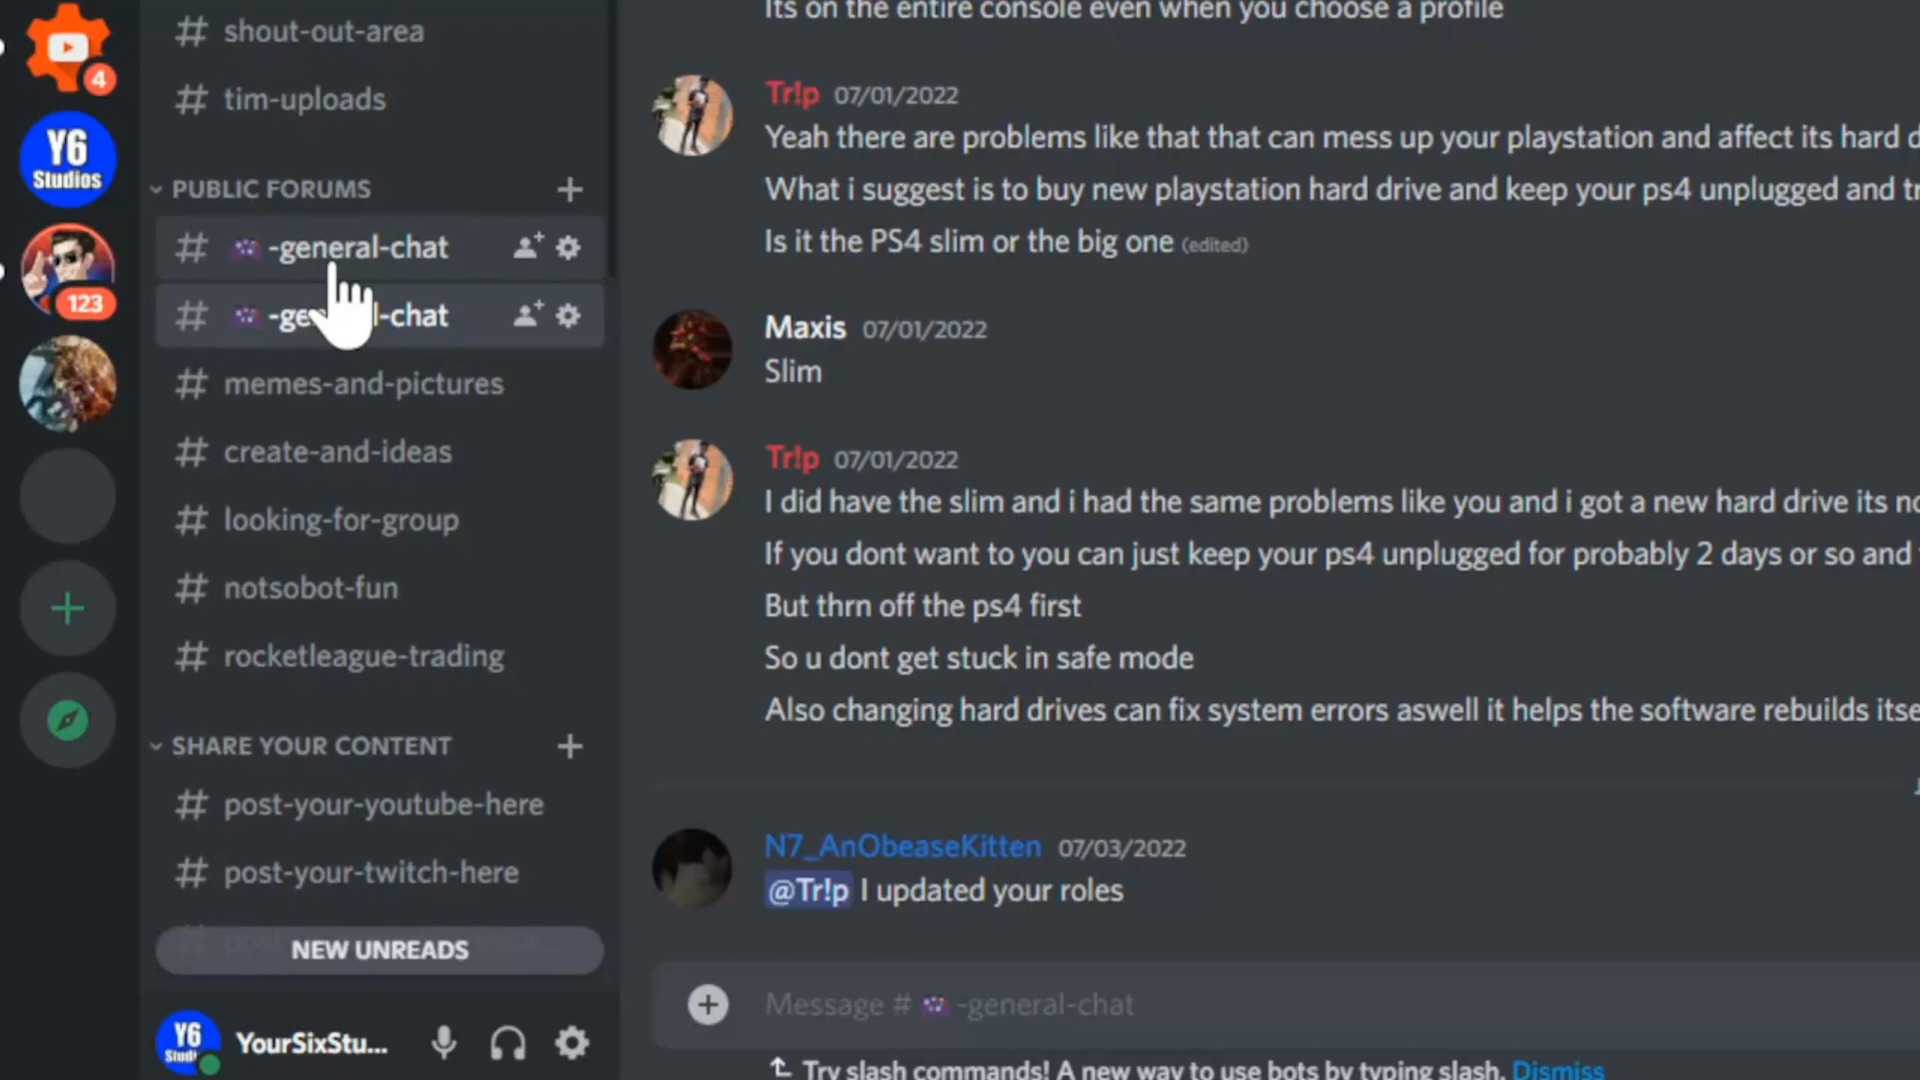 4
Y6
Studios
123
# shout-out-area
# tim-uploads
PUBLIC FORUMS
# -general-chat
# -chat
# memes-and-pictures
# create-and-ideas
# looking-for-group
# notsobot-fun
# rocketleague-trading
SHARE YOUR CONTENT
# post-your-youtube-here
# post-your-twitch-here
NEW UNREADS
Y6
YourSixStu...
Its on the entire console even when you choose a profile
Tr!p 07/01/2022
Yeah there are problems like that that can mess up your playstation and affect its hard
What i suggest is to buy new playstation hard drive and keep your ps4 unplugged and
Is it the PS4 slim or the big one (edited)
Maxis 07/01/2022
Slim
Tr!p 07/01/2022
I did have the slim and i had the same problems like you and i got a new hard drive its
If you dont want to you can just keep your ps4 unplugged for probably 2 days or so and
But thrn off the ps4 first
So u dont get stuck in safe mode
Also changing hard drives can fix system errors aswell it helps the software rebuilds
N7_AnObeaseKitten 07/03/2022
@Tr!p I updated your roles
Message # -general-chat
Try slash commands! A new way to use bots by typing slash. Dismiss